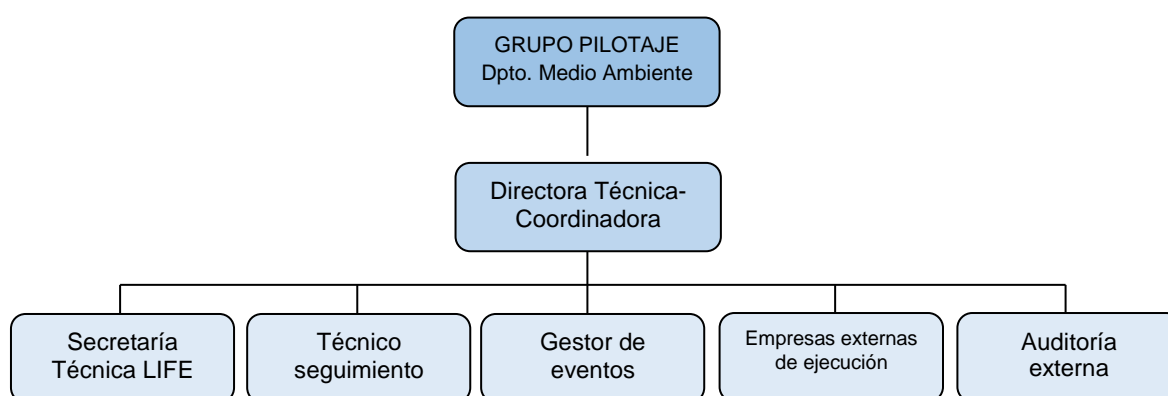 GRUPO PILOTAJE
Dpto. Medio Ambiente
Directora Técnica-
Coordinadora
Secretaría
Técnica LIFE
Técnico
seguimiento
Gestor de
eventos
Empresas externas
de ejecución
Auditoría
externa